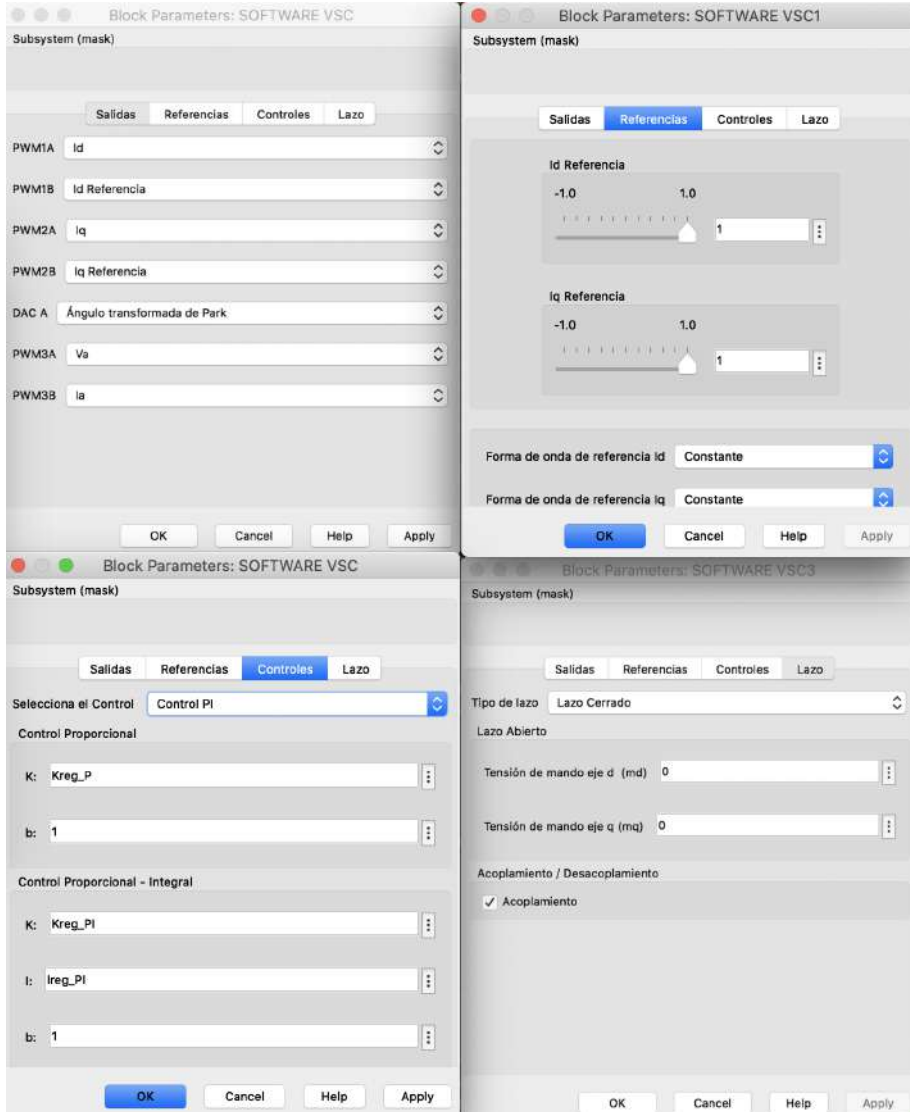 Block Parameters: SOFTWARE VSC
Subsystem (mask)
Salidas Referencias Controles Lazo
PWM1A Id
PWM1B Id Referencia
PWM2A Iq
PWM2B Iq Referencia
DAC A Ángulo transformada de Park
PWM3A Va
PWM3B Ia
OK Cancel Help Apply
Block Parameters: SOFTWARE VSC1
Subsystem (mask)
Salidas Referencias Controles Lazo
Id Referencia
-1.0 1.0
1
Iq Referencia
-1.0 1.0
1
Forma de onda de referencia Id Constante
Forma de onda de referencia Iq Constante
OK Cancel Help Apply
Block Parameters: SOFTWARE VSC
Subsystem (mask)
Salidas Referencias Controles Lazo
Selecciona el Control Control PI
Control Proporcional
K: Kreg_P
b: 1
Control Proporcional - Integral
K: Kreg_PI
I: Ireg_PI
b: 1
OK Cancel Help Apply
Block Parameters: SOFTWARE VSC3
Subsystem (mask)
Salidas Referencias Controles Lazo
Tipo de lazo Lazo Cerrado
Lazo Abierto
Tensión de mando eje d (md) 0
Tensión de mando eje q (mq) 0
Acoplamiento / Desacoplamiento
Acoplamiento
OK Cancel Help Apply